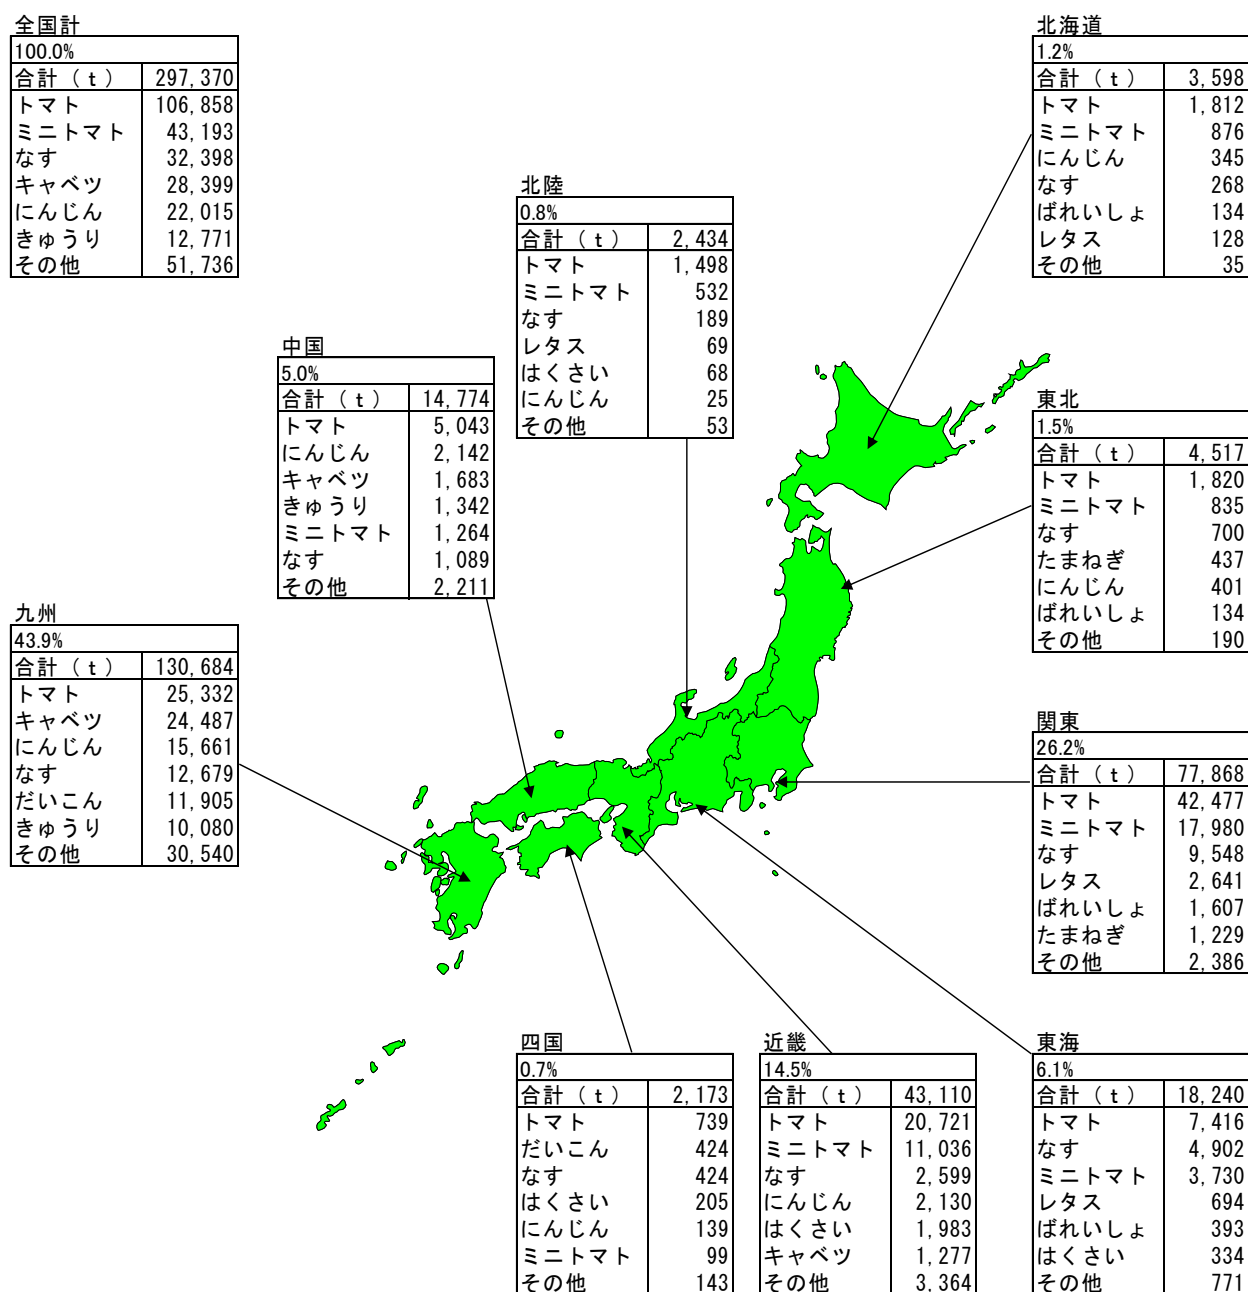 全国計
100.0%
合計（ｔ） 297,370
トマト 106,858
ミニトマト 43,193
なす 32,398
キャベツ 28,399
にんじん 22,015
きゅうり 12,771
その他 51,736
北海道
1.2%
合計（ｔ） 3,598
トマト 1,812
ミニトマト 876
にんじん 345
なす 268
ばれいしょ 134
レタス 128
その他 35
北陸
0.8%
合計（ｔ） 2,434
トマト 1,498
ミニトマト 532
なす 189
レタス 69
はくさい 68
にんじん 25
その他 53
中国
5.0%
合計（ｔ） 14,774
トマト 5,043
にんじん 2,142
キャベツ 1,683
きゅうり 1,342
ミニトマト 1,264
なす 1,089
その他 2,211
東北
1.5%
合計（ｔ） 4,517
トマト 1,820
ミニトマト 835
なす 700
たまねぎ 437
にんじん 401
ばれいしょ 134
その他 190
九州
43.9%
合計（ｔ） 130,684
トマト 25,332
キャベツ 24,487
にんじん 15,661
なす 12,679
だいこん 11,905
きゅうり 10,080
その他 30,540
関東
26.2%
合計（ｔ） 77,868
トマト 42,477
ミニトマト 17,980
なす 9,548
レタス 2,641
ばれいしょ 1,607
たまねぎ 1,229
その他 2,386
四国
0.7%
合計（ｔ） 2,173
トマト 739
だいこん 424
なす 424
はくさい 205
にんじん 139
ミニトマト 99
その他 143
近畿
14.5%
合計（ｔ） 43,110
トマト 20,721
ミニトマト 11,036
なす 2,599
にんじん 2,130
はくさい 1,983
キャベツ 1,277
その他 3,364
東海
6.1%
合計（ｔ） 18,240
トマト 7,416
なす 4,902
ミニトマト 3,730
レタス 694
ばれいしょ 393
はくさい 334
その他 771